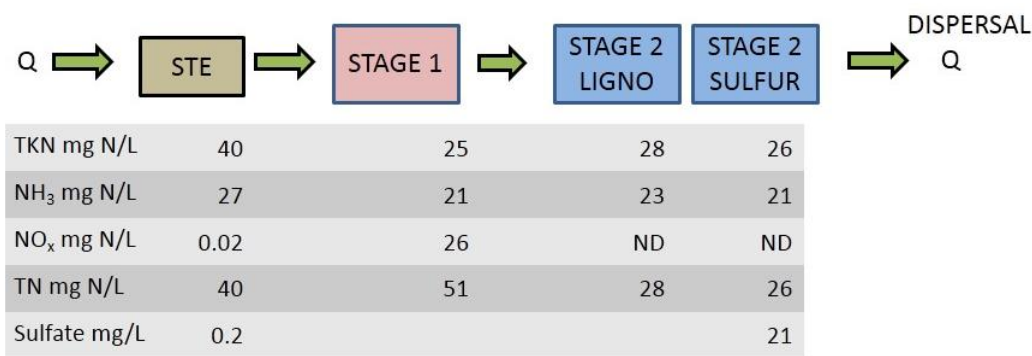 DISPERSAL
Q STE STAGE 1 STAGE 2 LIGNO STAGE 2 SULFUR Q
TKN mg N/L 40 25 28 26
NH₃ mg N/L 27 21 23 21
NOₓ mg N/L 0.02 26 ND ND
TN mg N/L 40 51 28 26
Sulfate mg/L 0.2 21